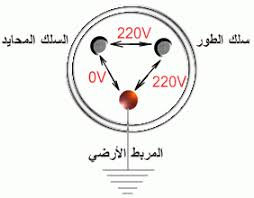 سلك الطور
220V
السلك المحايد
0V
220V
المربط الأرضي